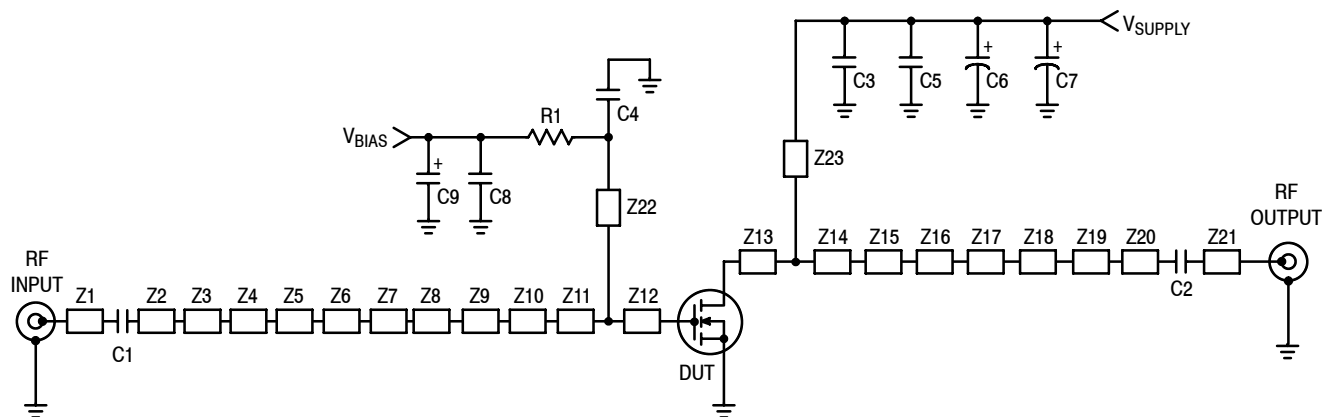 VSUPPLY
+
+
C3
C5
C6
C7
C4
R1
VBIAS
+
C9
C8
Z22
Z23
RF
OUTPUT
Z13
Z14
Z15
Z16
Z17
Z18
Z19
Z20
Z21
C2
RF
INPUT
Z1
Z2
Z3
Z4
Z5
Z6
Z7
Z8
Z9
Z10
Z11
Z12
C1
DUT